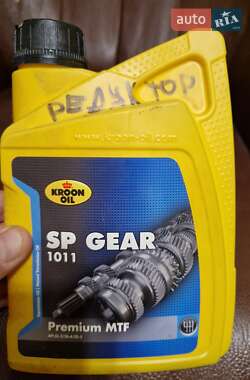 auto RIA
РЕДУКТОР
www.kroon-oil.com
KROON
OIL
SP GEAR
1011
Premium MTF